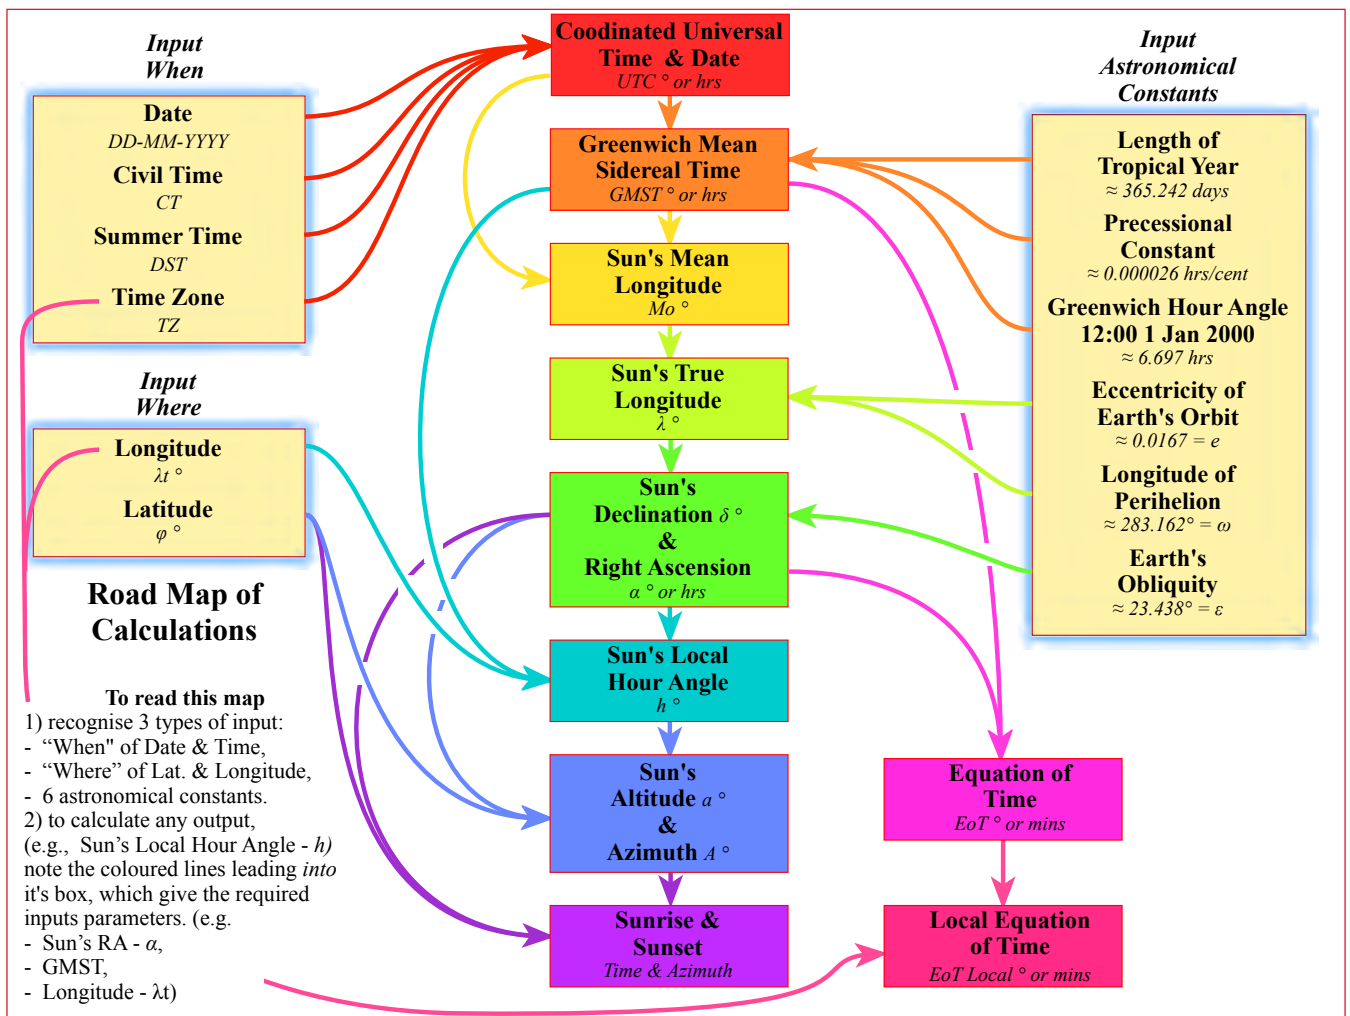 Input
When
Date
DD-MM-YYYY
Civil Time
CT
Summer Time
DST
Time Zone
TZ
Input
Where
Longitude
λt °
Latitude
φ °
Road Map of
Calculations
To read this map
1) recognise 3 types of input:
- “When" of Date & Time,
- “Where” of Lat. & Longitude,
- 6 astronomical constants.
2) to calculate any output,
(e.g., Sun’s Local Hour Angle - h)
note the coloured lines leading into
it's box, which give the required
inputs parameters. (e.g.
- Sun’s RA - α,
- GMST,
- Longitude - λt)
Coodinated Universal
Time & Date
UTC ° or hrs
Greenwich Mean
Sidereal Time
GMST ° or hrs
Sun's Mean
Longitude
Mo °
Sun's True
Longitude
λ °
Sun's
Declination δ °
&
Right Ascension
α ° or hrs
Sun's Local
Hour Angle
h °
Sun's
Altitude a °
&
Azimuth A °
Sunrise &
Sunset
Time & Azimuth
Equation of
Time
EoT ° or mins
Local Equation
of Time
EoT Local ° or mins
Input
Astronomical
Constants
Length of
Tropical Year
≈ 365.242 days
Precessional
Constant
≈ 0.000026 hrs/cent
Greenwich Hour Angle
12:00 1 Jan 2000
≈ 6.697 hrs
Eccentricity of
Earth's Orbit
≈ 0.0167 = e
Longitude of
Perihelion
≈ 283.162° = ω
Earth's
Obliquity
≈ 23.438° = ε